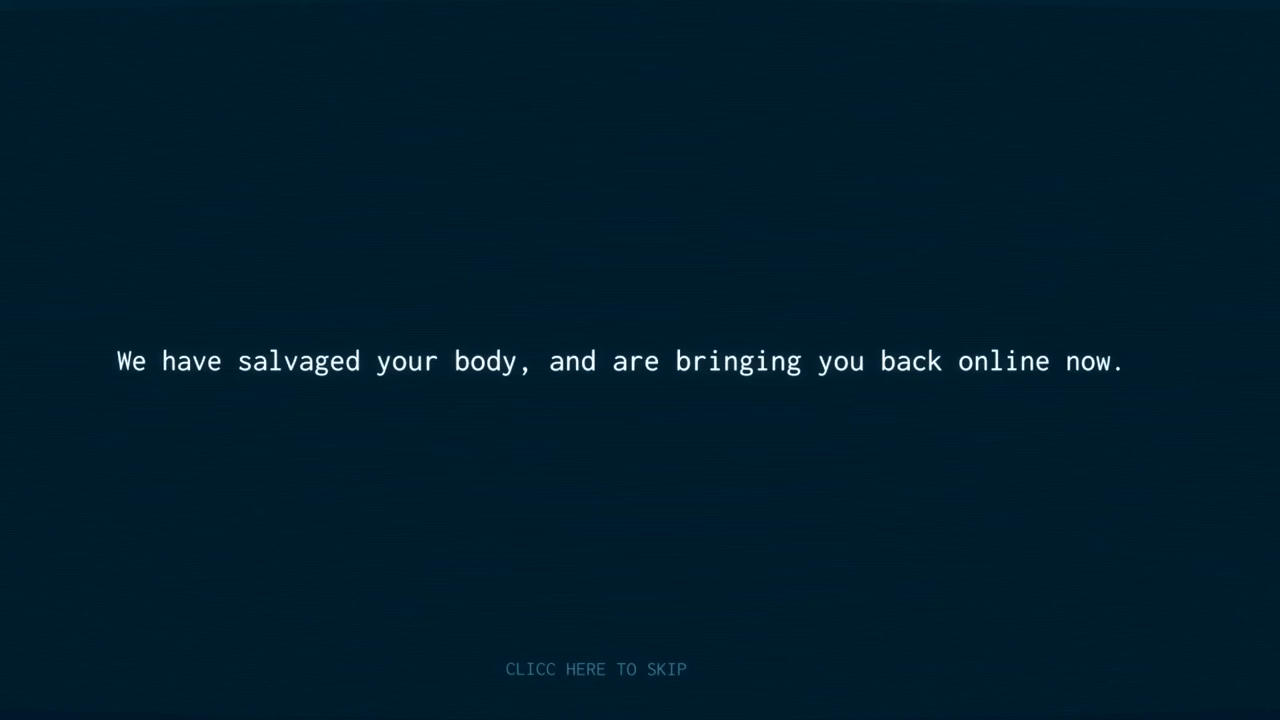 We have salvaged your body, and are bringing you back online now.
CLICC HERE TO SKIP